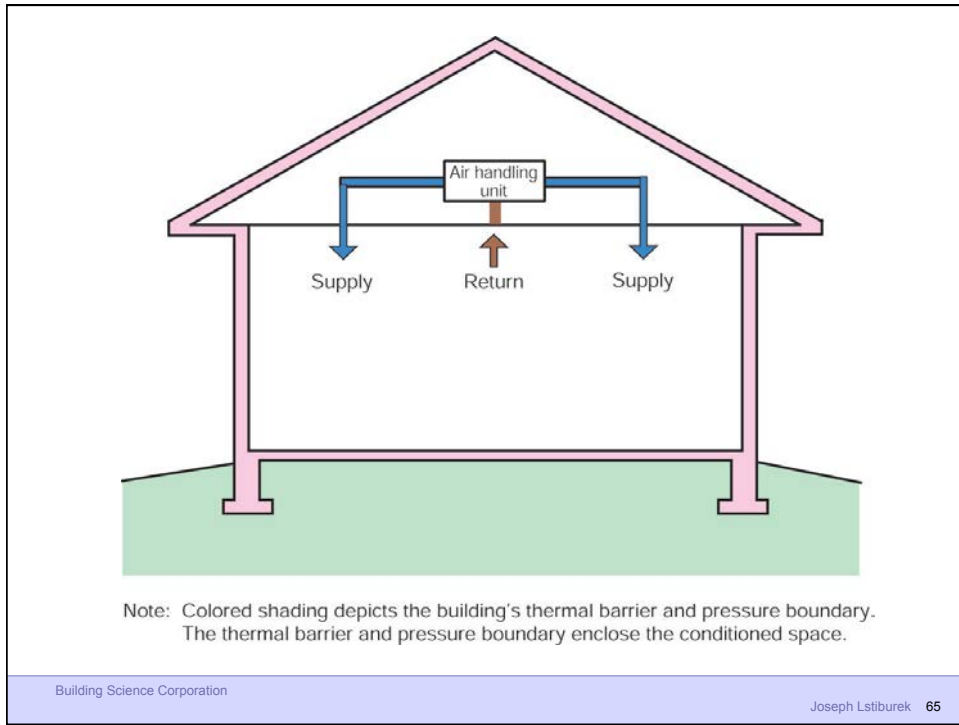 Air handling
unit
Supply
Return
Supply
Note: Colored shading depicts the building's thermal barrier and pressure boundary.
The thermal barrier and pressure boundary enclose the conditioned space.
Building Science Corporation
Joseph Lstiburek 65